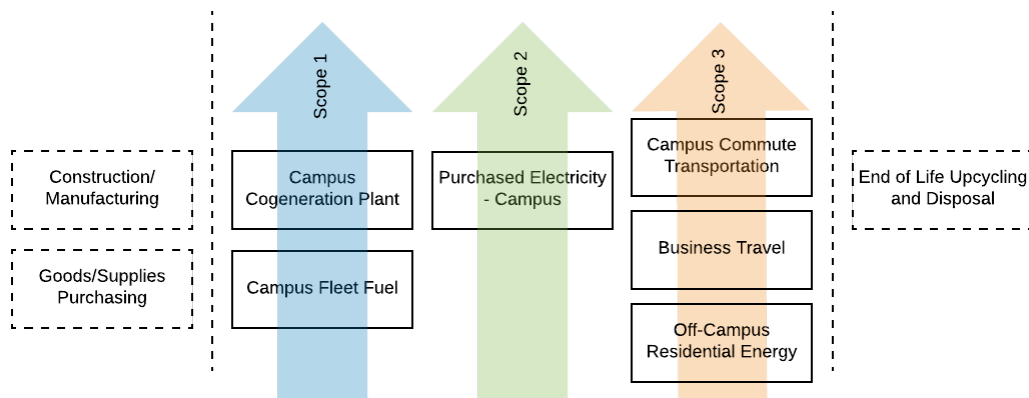 Scope 1
Scope 2
Scope 3
Construction/
Manufacturing
Goods/Supplies
Purchasing
Campus
Cogeneration Plant
Campus Fleet Fuel
Purchased Electricity
- Campus
Campus Commute
Transportation
Business Travel
Off-Campus
Residential Energy
End of Life Upcycling
and Disposal